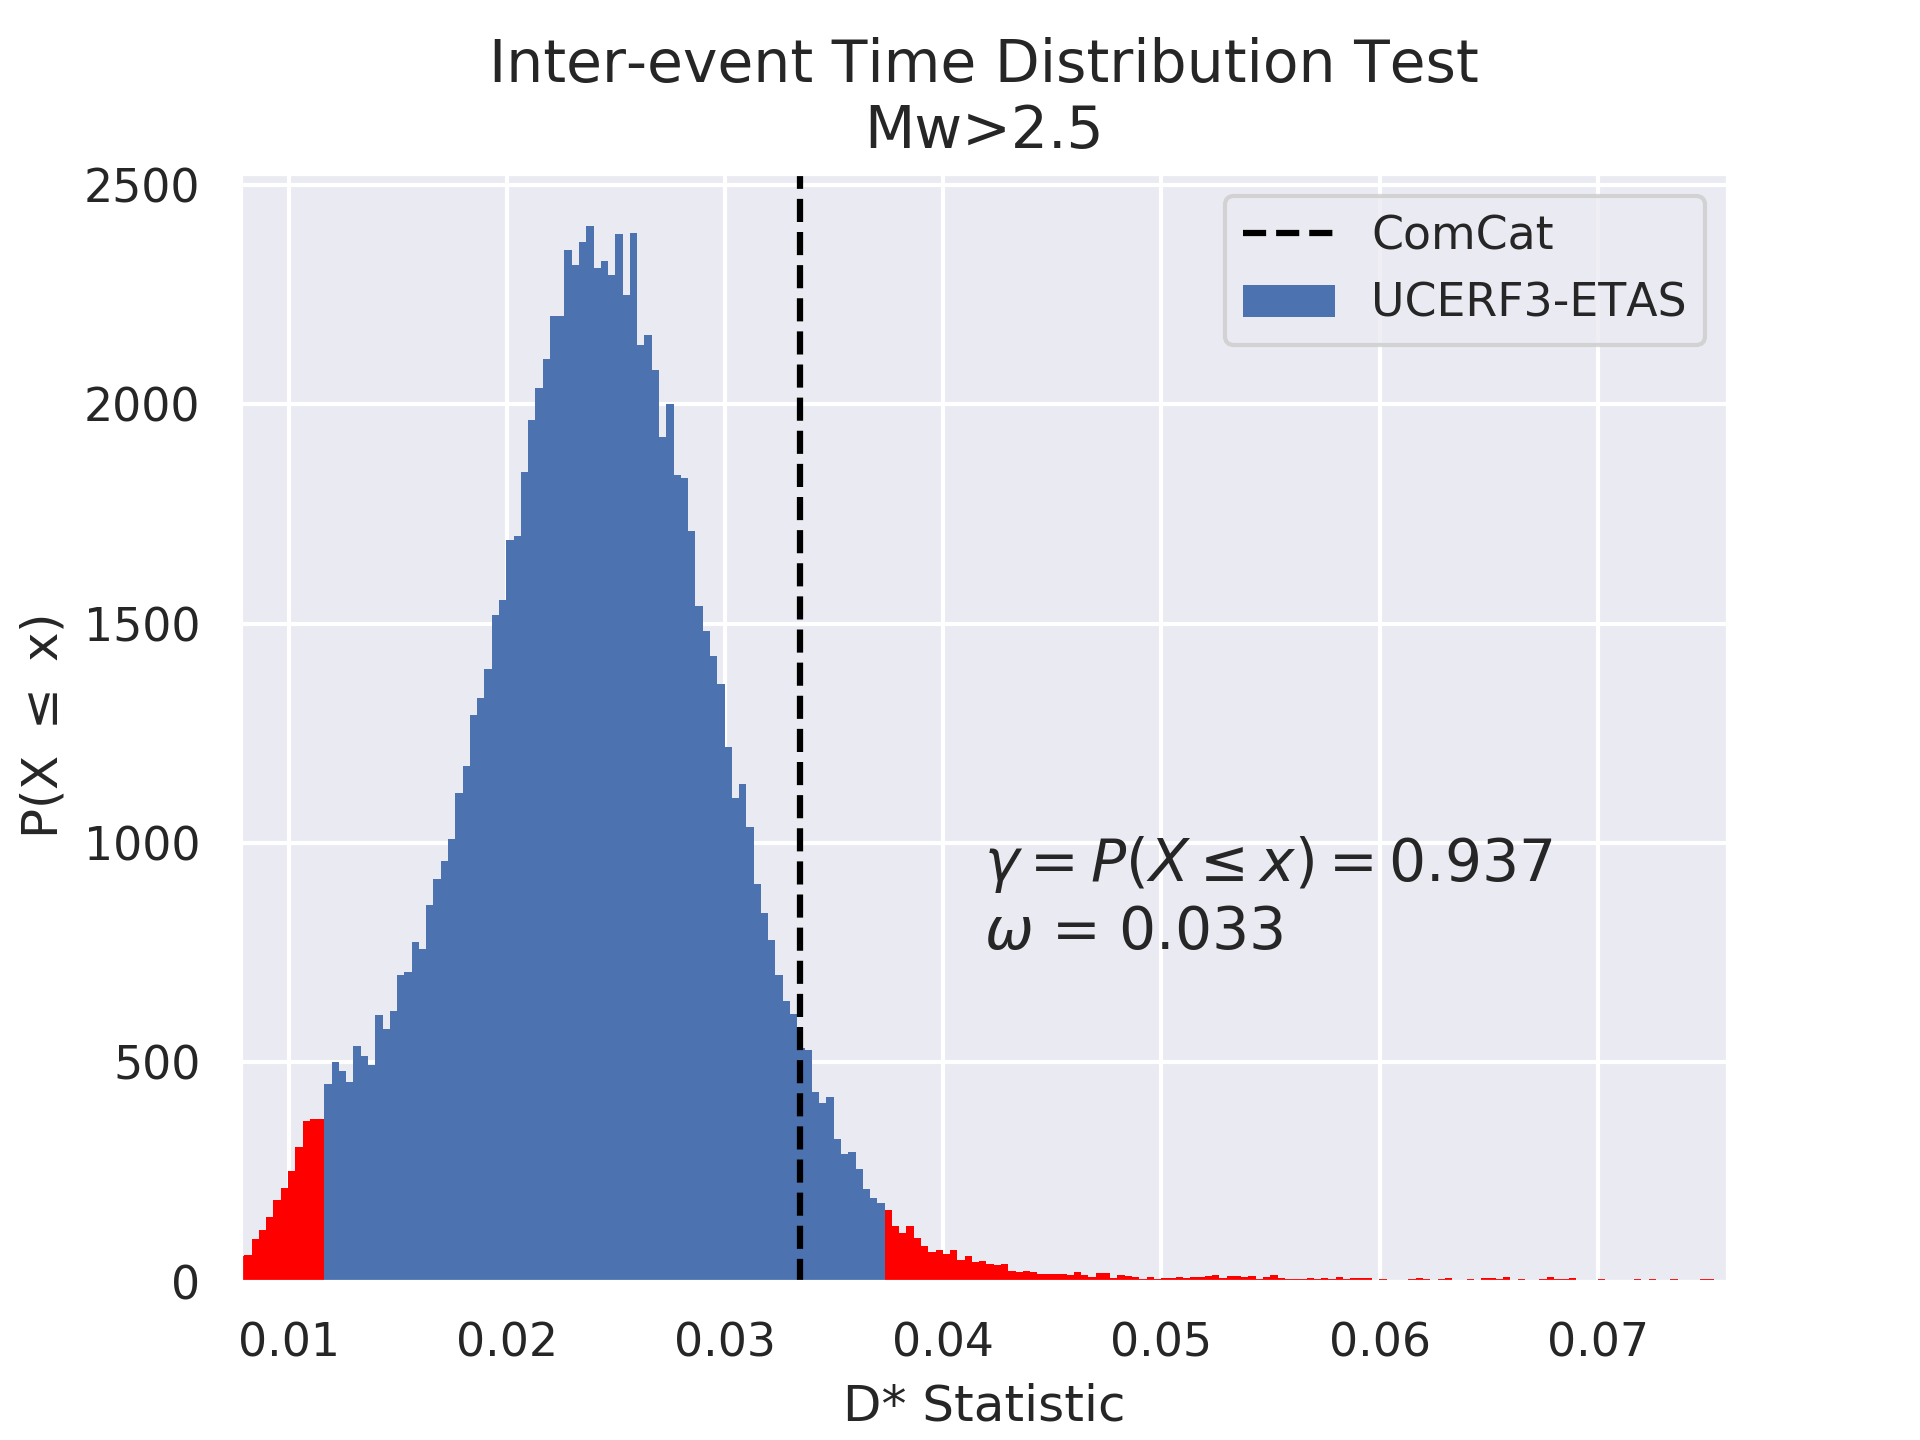 Inter-event Time Distribution Test
Mw>2.5
2500
2000
1500
1000
500
0
P(X ≤ x)
ComCat
UCERF3-ETAS
γ = P(X ≤ x) = 0.937
ω = 0.033
0.01 0.02 0.03 0.04 0.05 0.06 0.07
D* Statistic